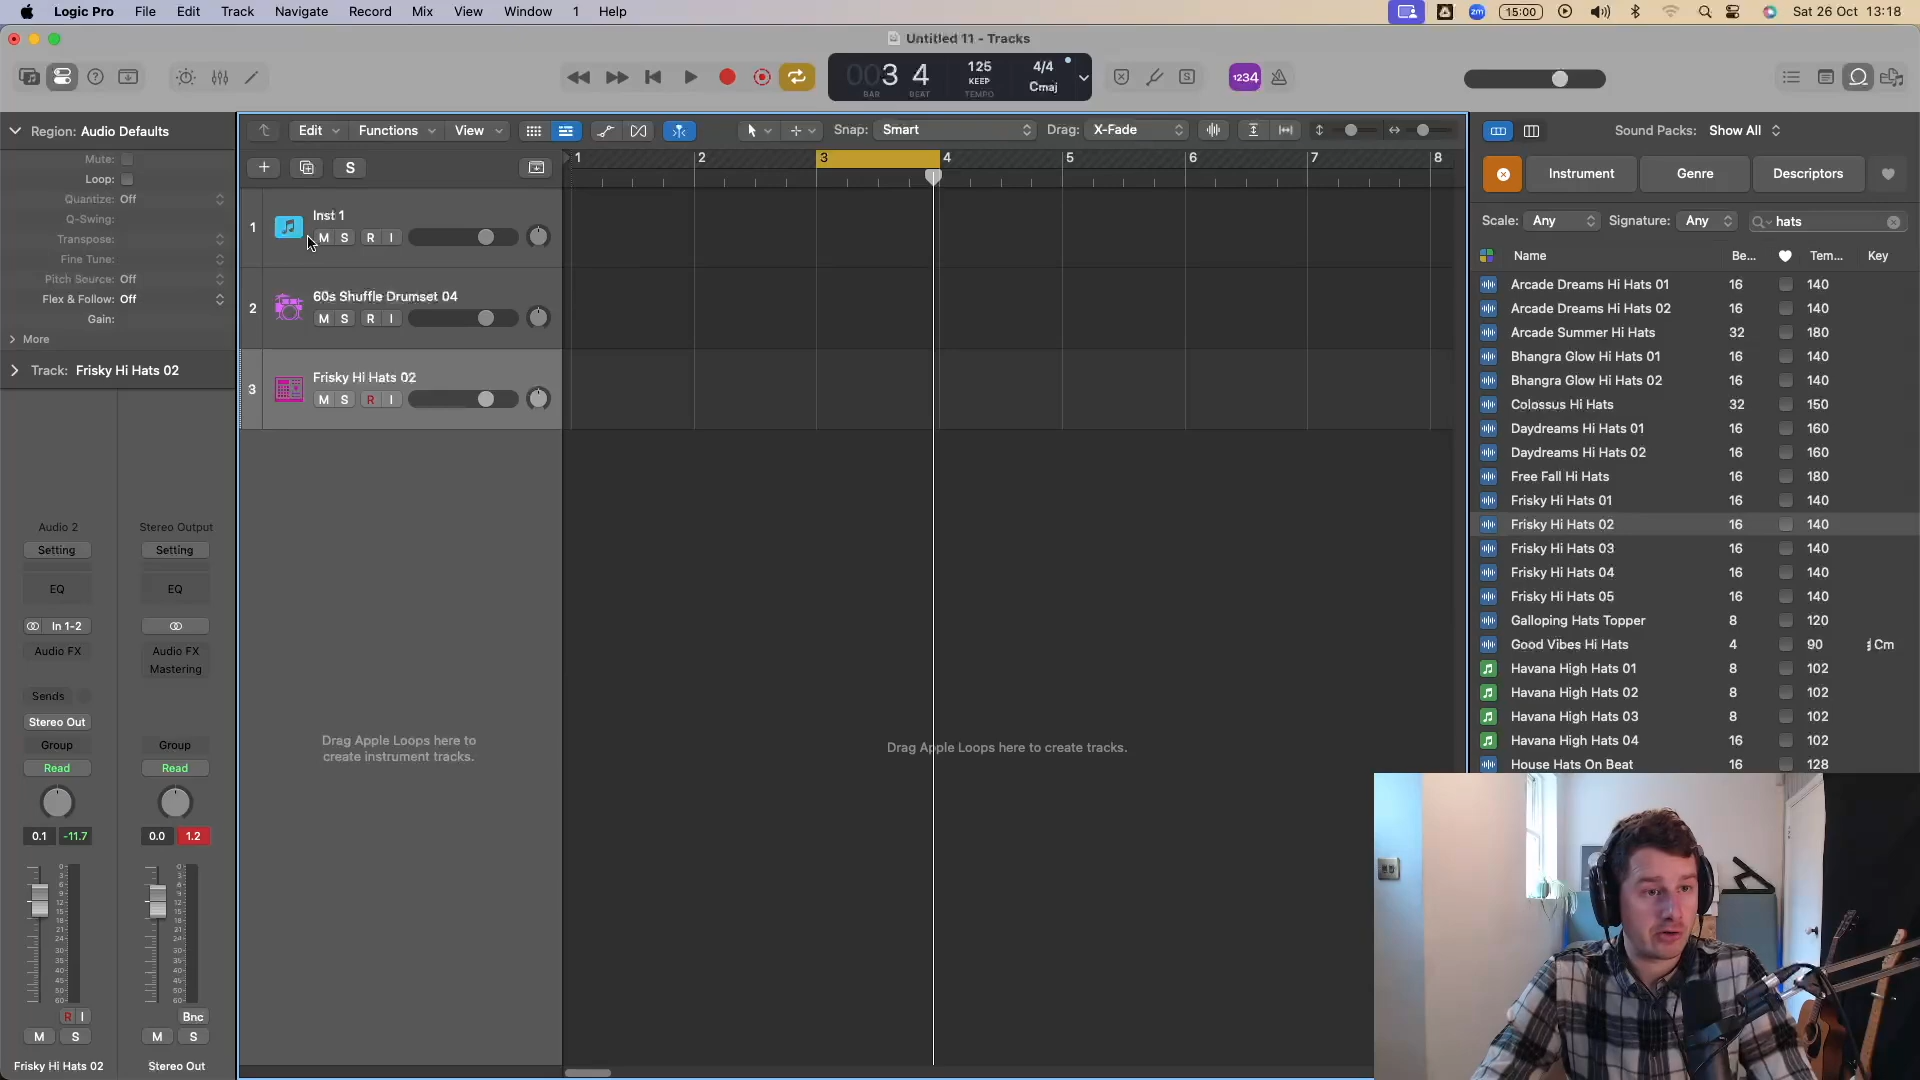 Logic Pro File Edit Track Navigate Record Mix View Window 1 Help
zm 15:00 Sat 26 Oct 13:18
Untitled 11 - Tracks
003 4 125 4/4
KEEP
BAR BEAT TEMPO Cmaj
1234
Region: Audio Defaults
Mute:
Loop:
Quantize: Off
Q-Swing:
Transpose:
Fine Tune:
Pitch Source: Off
Flex & Follow: Off
Gain:
More
Track: Frisky Hi Hats 02
Audio 2 Stereo Output
Setting Setting
EQ EQ
In 1-2
Audio FX Audio FX
Mastering
Sends
Stereo Out
Group Group
Read Read
0.1 -11.7 0.0 1.2
R I Bnc
M S M S
Frisky Hi Hats 02 Stereo Out
Edit Functions View Snap: Smart Drag: X-Fade
S
1 2 3 4 5 6 7 8
1 Inst 1
M S R I
2 60s Shuffle Drumset 04
M S R I
3 Frisky Hi Hats 02
M S R I
Drag Apple Loops here to
create instrument tracks.
Drag Apple Loops here to create tracks.
Sound Packs: Show All
Instrument Genre Descriptors
Scale: Any Signature: Any hats
Name Be... Tem... Key
Arcade Dreams Hi Hats 01 16 140
Arcade Dreams Hi Hats 02 16 140
Arcade Summer Hi Hats 32 180
Bhangra Glow Hi Hats 01 16 140
Bhangra Glow Hi Hats 02 16 140
Colossus Hi Hats 32 150
Daydreams Hi Hats 01 16 160
Daydreams Hi Hats 02 16 160
Free Fall Hi Hats 16 180
Frisky Hi Hats 01 16 140
Frisky Hi Hats 02 16 140
Frisky Hi Hats 03 16 140
Frisky Hi Hats 04 16 140
Frisky Hi Hats 05 16 140
Galloping Hats Topper 8 120
Good Vibes Hi Hats 4 90 Cm
Havana High Hats 01 8 102
Havana High Hats 02 8 102
Havana High Hats 03 8 102
Havana High Hats 04 16 102
House Hats On Beat 16 128